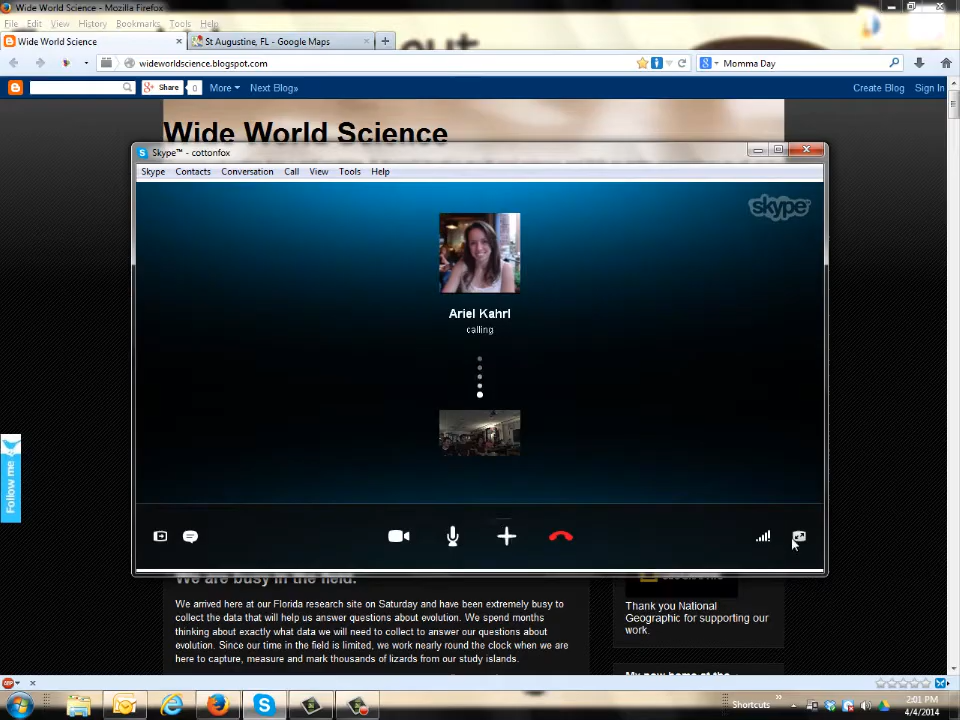 Wide World Science - Mozilla Firefox
File Edit View History Bookmarks Tools Help
Wide World Science
St Augustine, FL - Google Maps
wideworldscience.blogspot.com
Momma Day
Share 0 More Next Blog» Create Blog Sign In
Wide World Science
Skype™ - cottonfox
Skype Contacts Conversation Call View Tools Help
skype
Ariel Kahrl
calling
Follow me
We are busy in the field.
We arrived here at our Florida research site on Saturday and have been extremely busy to
collect the data that will help us answer questions about evolution. We spend months
thinking about exactly what data we will need to collect to answer our questions about
evolution. Since our time in the field is limited, we work nearly round the clock when we are
here to capture, measure and mark thousands of lizards from our study islands.
Thank you National
Geographic for supporting our
work.
My new home at the
Shortcuts
2:01 PM
4/4/2014